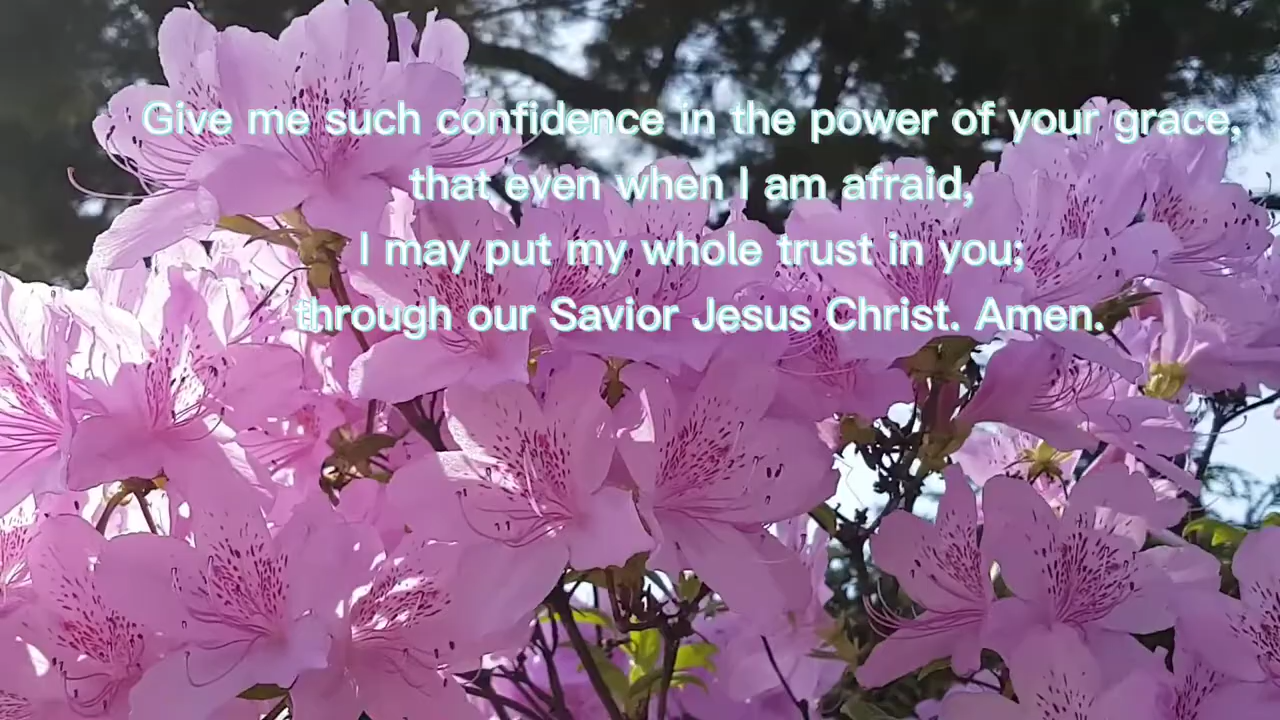 Give me such confidence in the power of your grace,
that even when I am afraid,
I may put my whole trust in you;
through our Savior Jesus Christ. Amen.